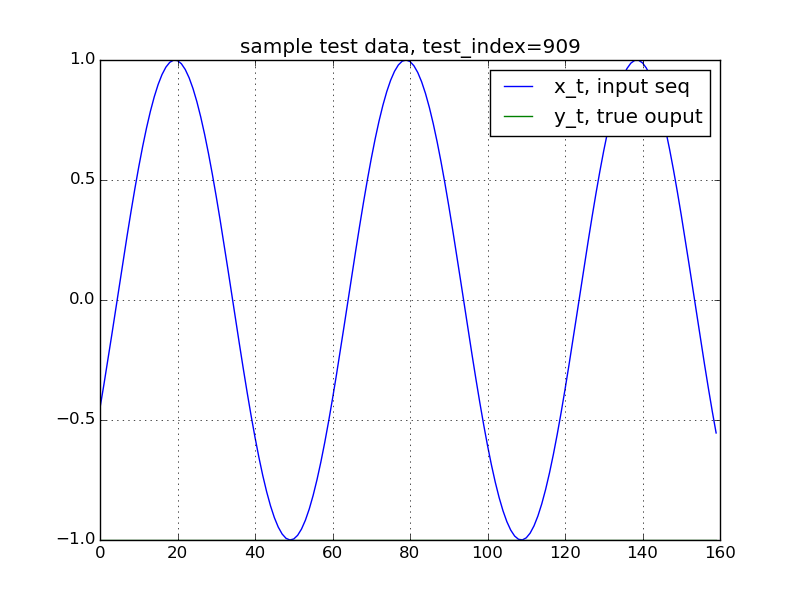 sample test data, test_index=909
x_t, input seq
y_t, true ouput
1.0
0.5
0.0
−0.5
−1.0
0 20 40 60 80 100 120 140 160